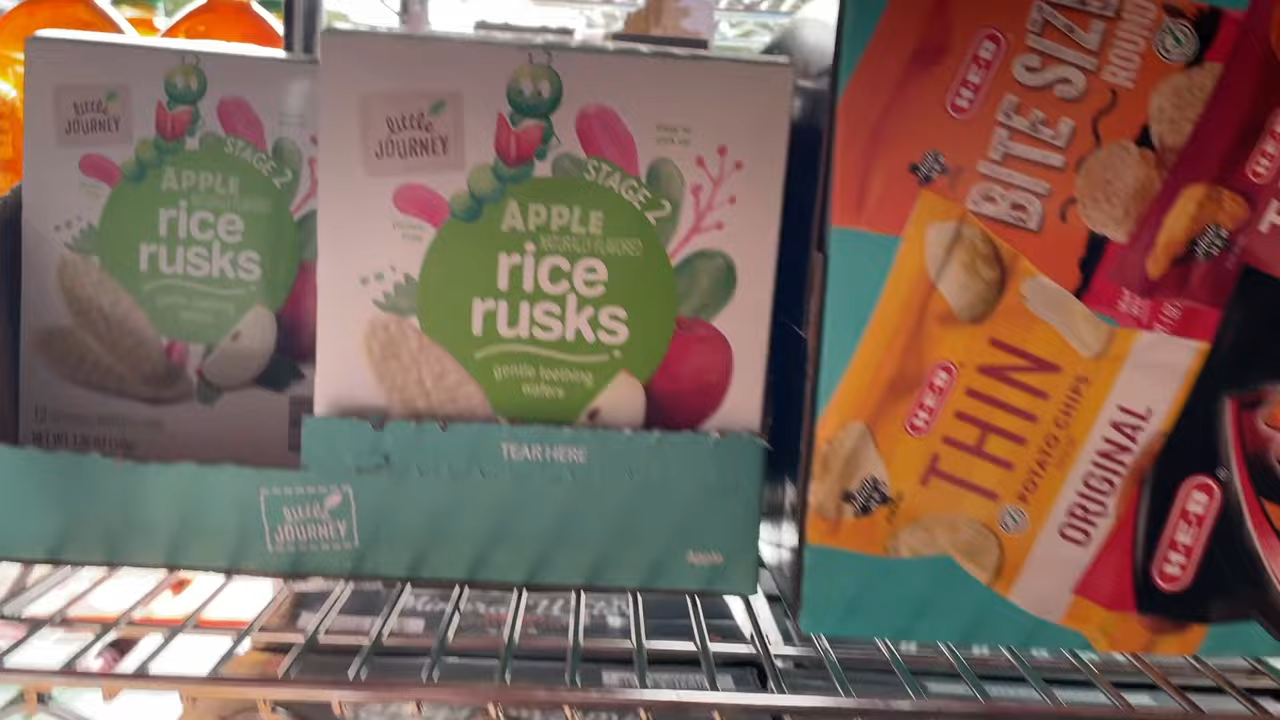 little
JOURNEY
STAGE 2
APPLE
rice
rusks
little
JOURNEY
STAGE 2
APPLE
NATURALLY FLAVORED
rice
rusks
gentle teething
wafers
TEAR HERE
little
JOURNEY
Apple
H-E-B
BITE SIZE
ROUND
H-E-B
THIN
POTATO CHIPS
ORIGINAL
H-E-B